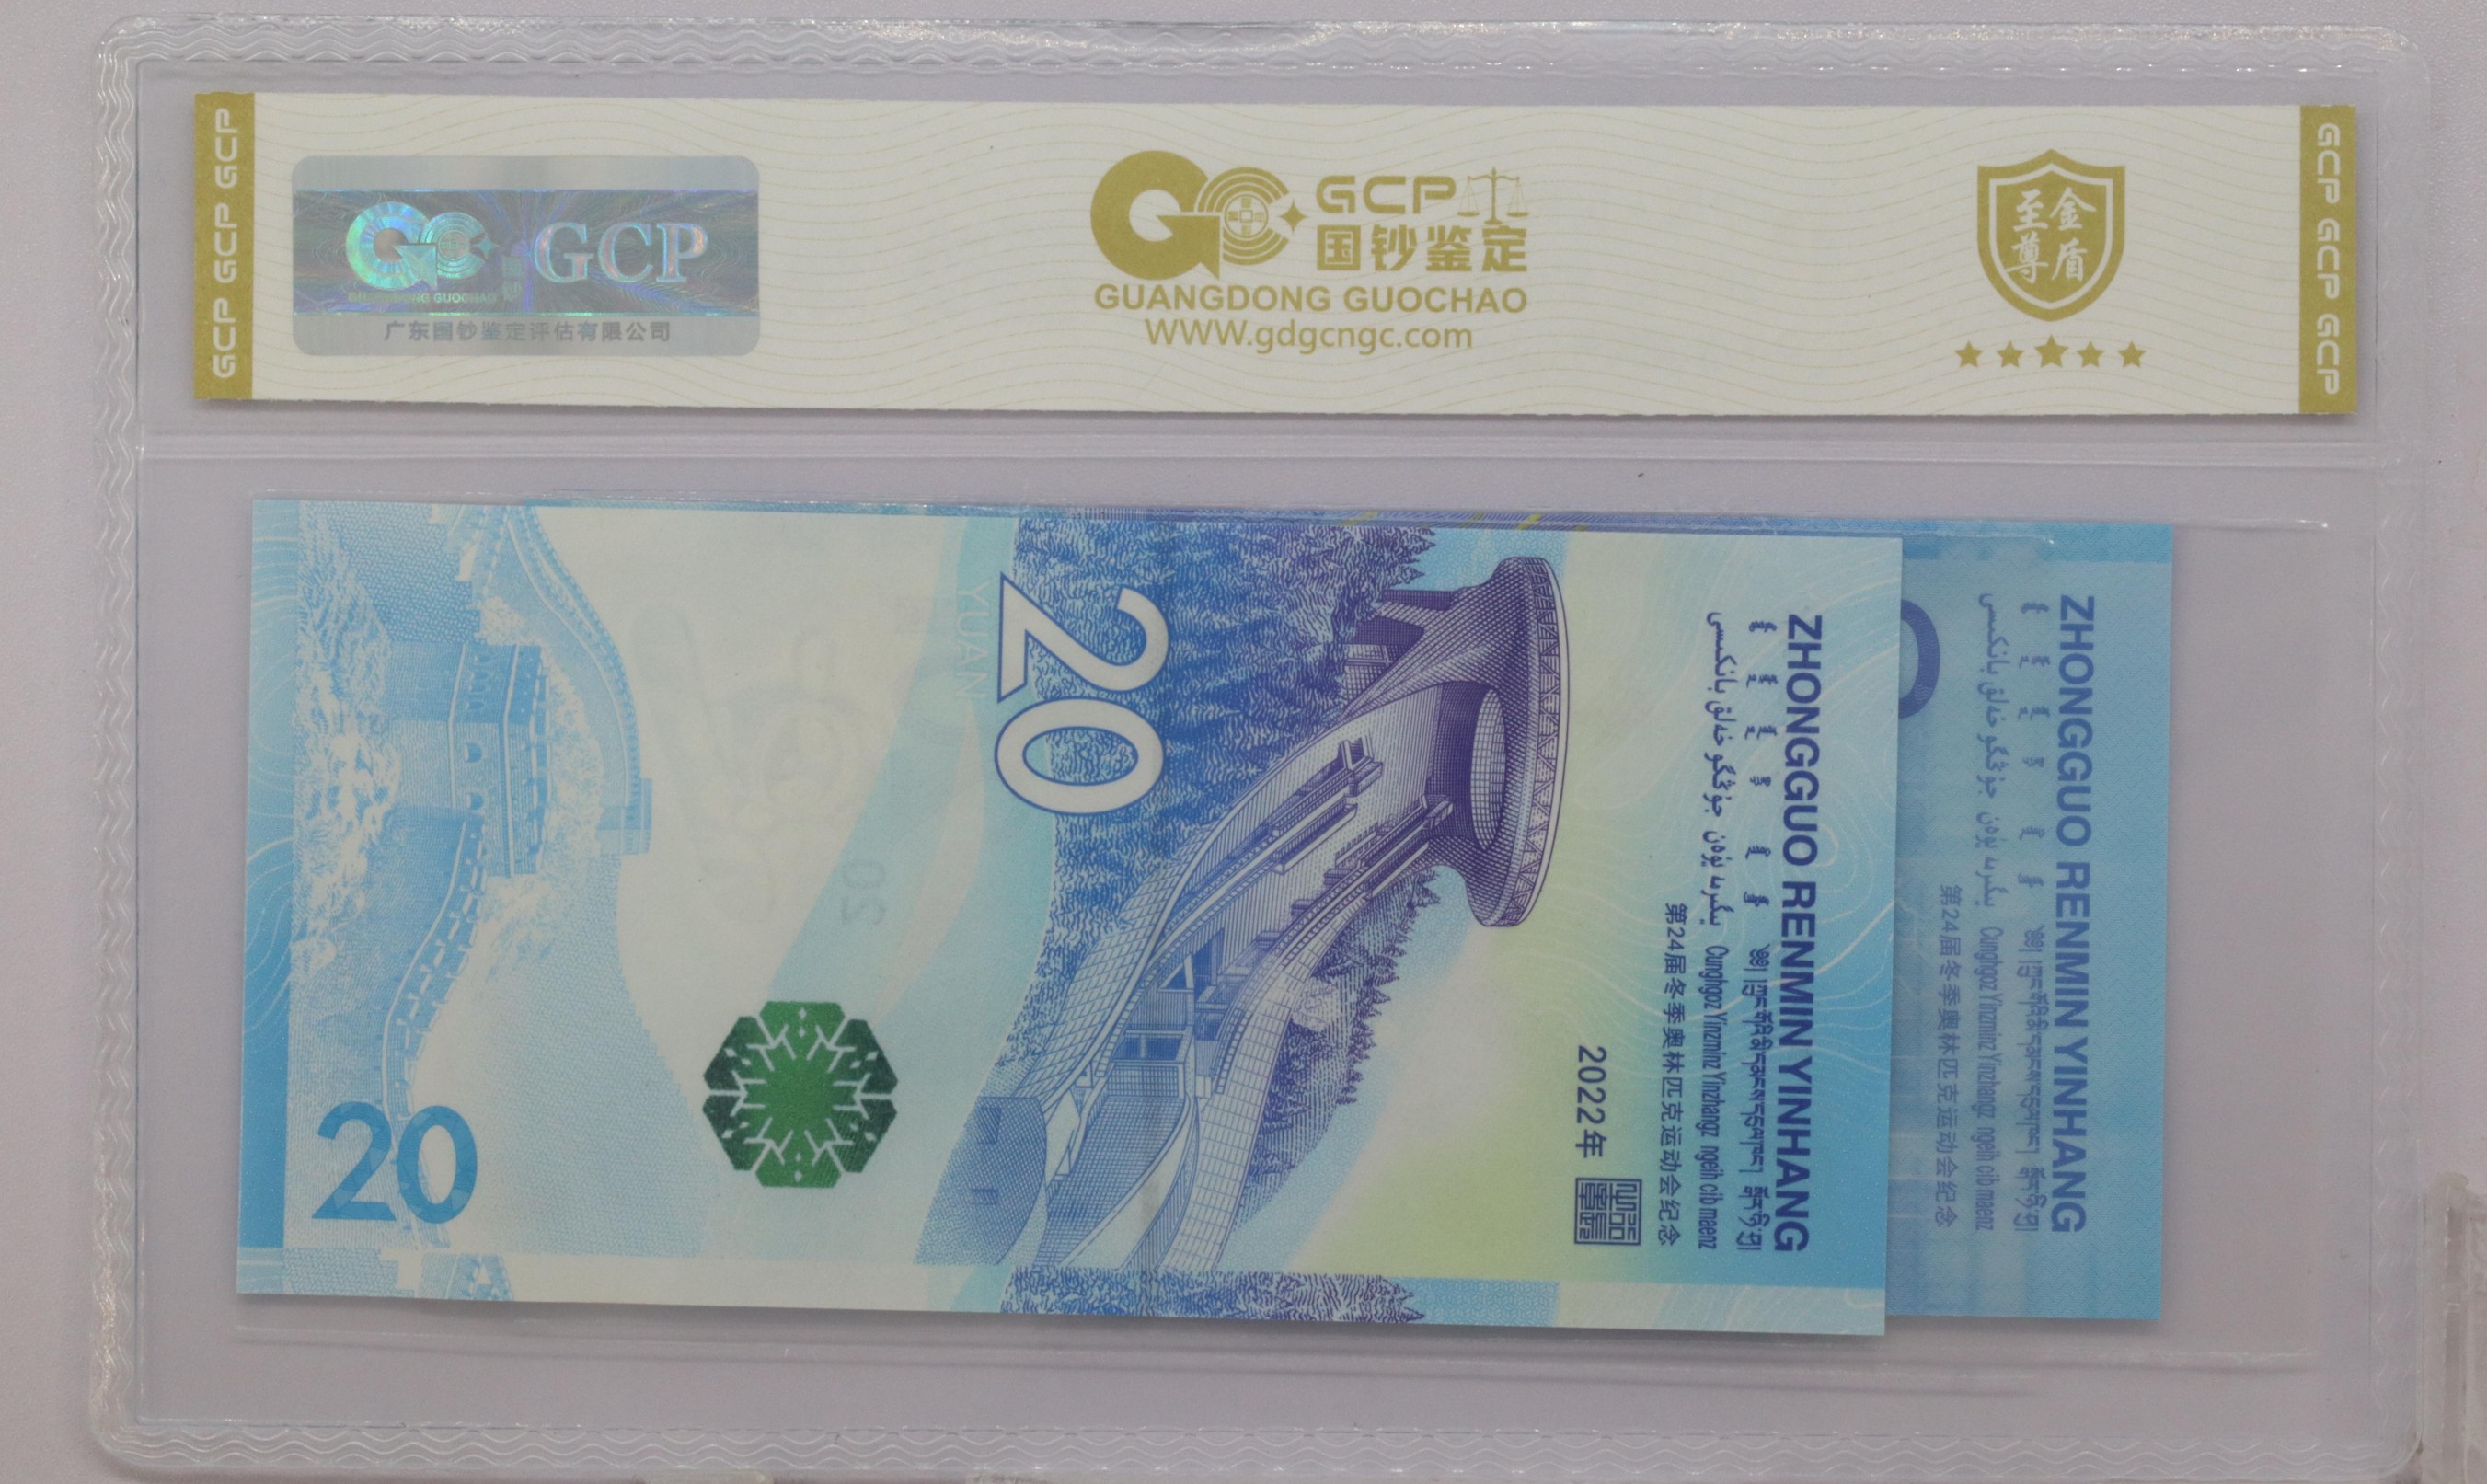 GCP GCP GCP
GCP
GUANGDONG GUOCHAO
广东国钞鉴定评估有限公司
GCP
国钞鉴定
GUANGDONG GUOCHAO
WWW.gdgcngc.com
至尊金盾
GCP GCP GCP
ZHONGGUO RENMIN YINHANG
Cunghgoz Yinzminz Yinzhangz ngeih cib maenz
第24届冬季奥林匹克运动会纪念
2022年
20
YUAN
20
20
ZHONGGUO RENMIN YINHANG
Cunghgoz Yinzminz Yinzhangz ngeih cib maenz
第24届冬季奥林匹克运动会纪念